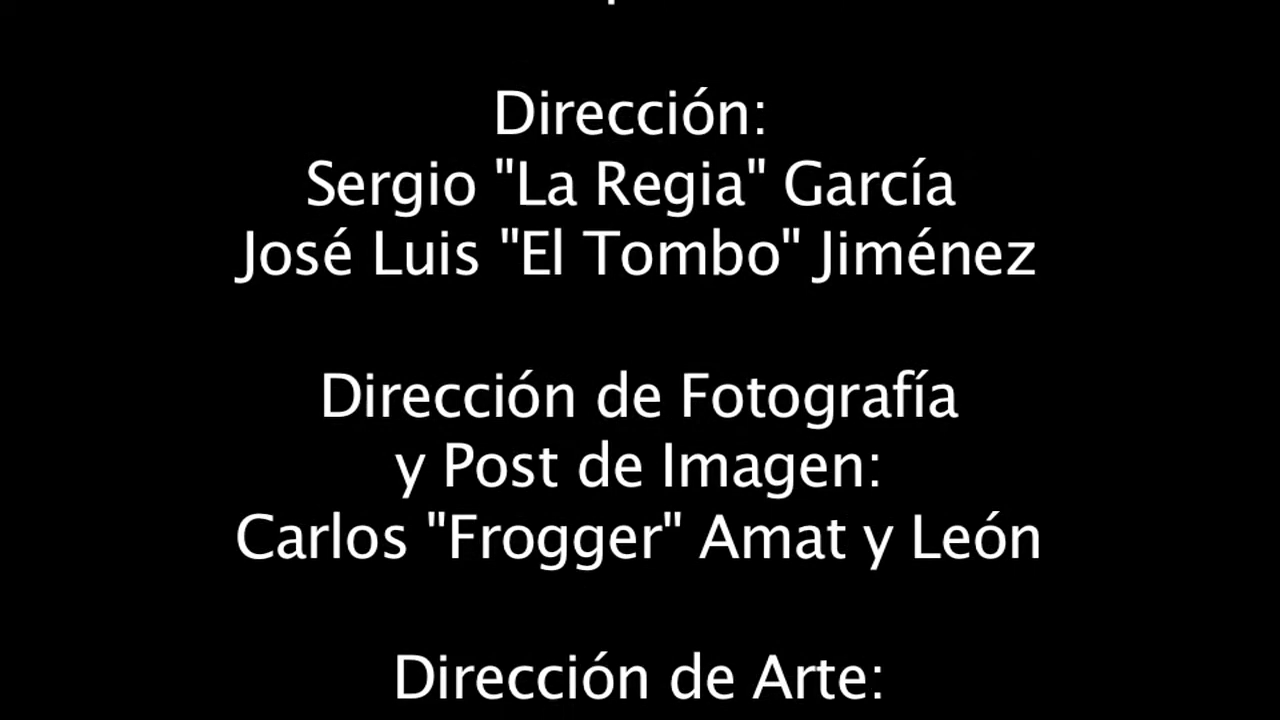 Dirección:
Sergio "La Regia" García
José Luis "El Tombo" Jiménez
Dirección de Fotografía
y Post de Imagen:
Carlos "Frogger" Amat y León
Dirección de Arte: